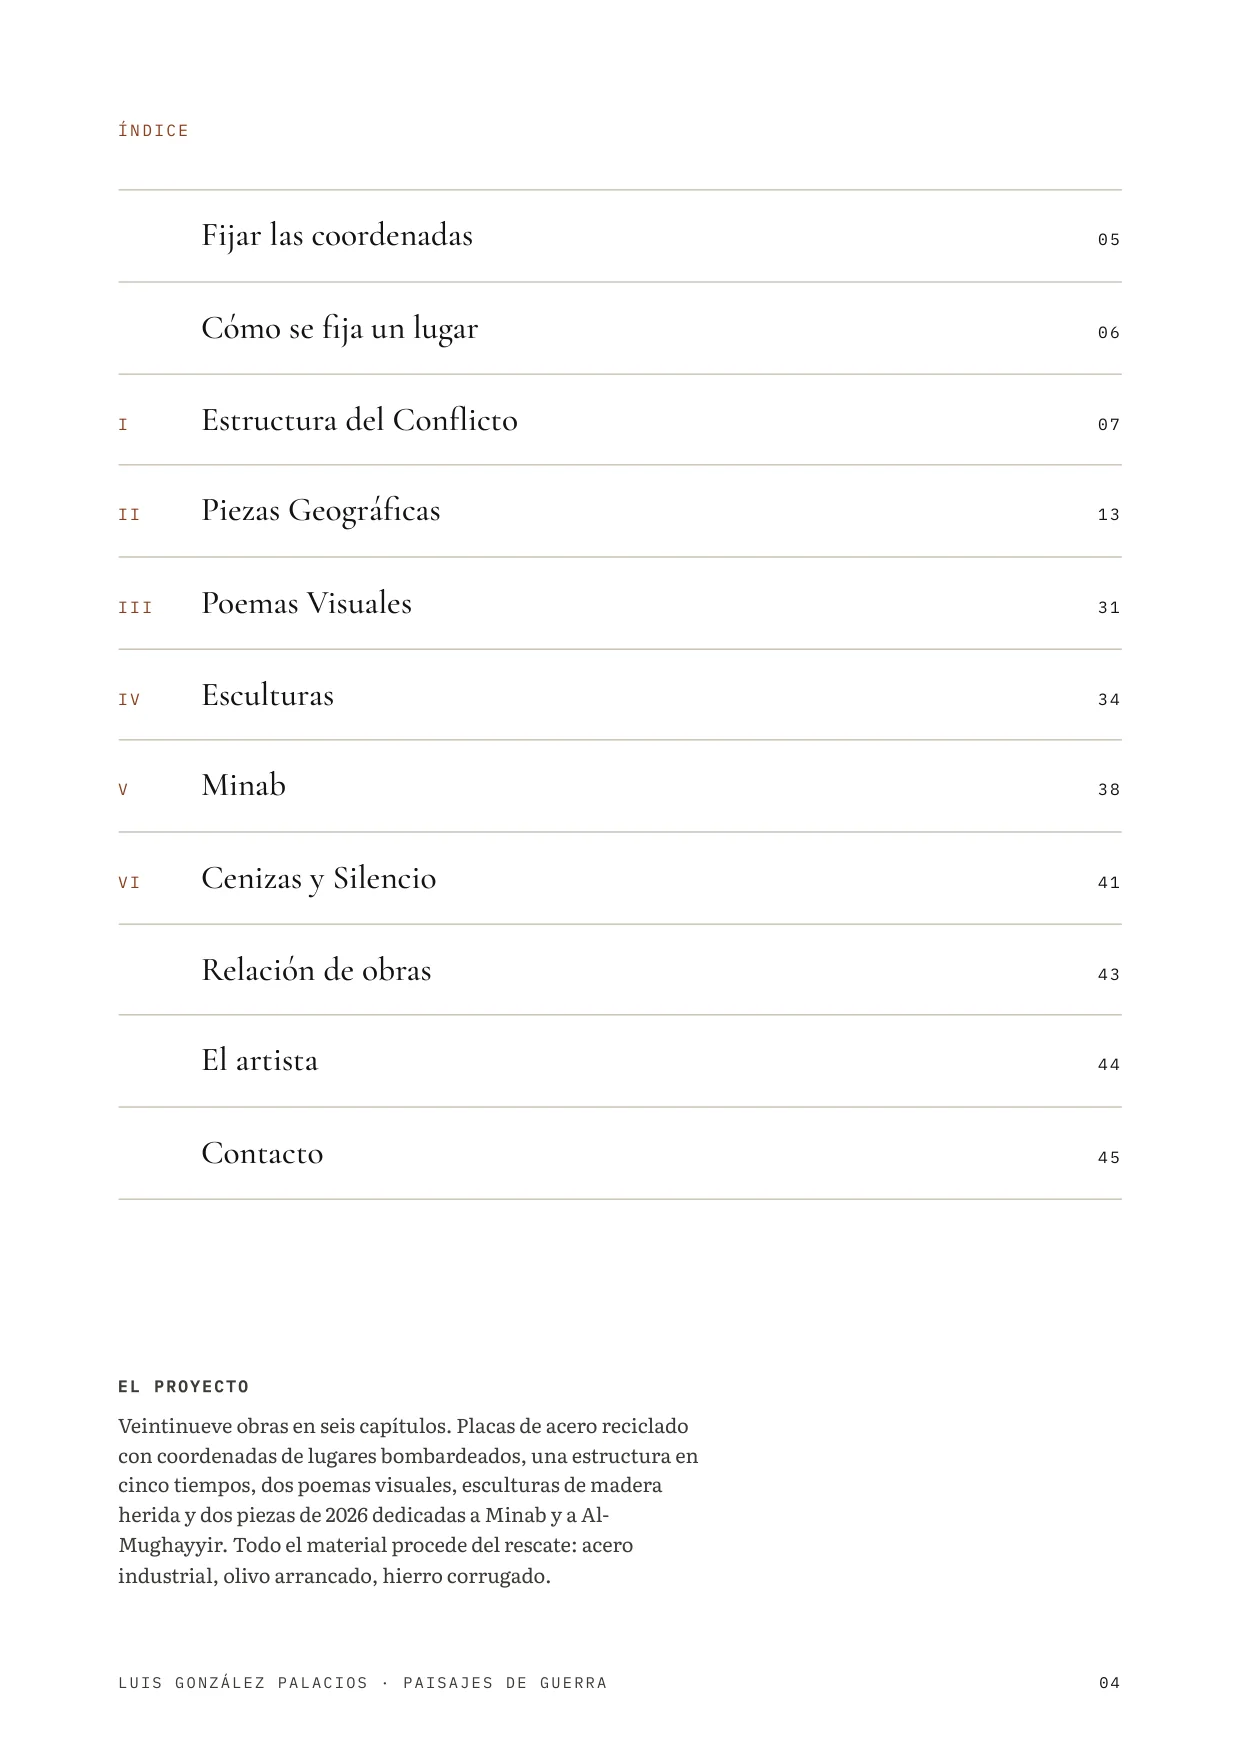 ÍNDICE
Fijar las coordenadas 05
Cómo se fija un lugar 06
I Estructura del Conflicto 07
II Piezas Geográficas 13
III Poemas Visuales 31
IV Esculturas 34
V Minab 38
VI Cenizas y Silencio 41
Relación de obras 43
El artista 44
Contacto 45
EL PROYECTO
Veintinueve obras en seis capítulos. Placas de acero reciclado
con coordenadas de lugares bombardeados, una estructura en
cinco tiempos, dos poemas visuales, esculturas de madera
herida y dos piezas de 2026 dedicadas a Minab y a Al-
Mughayyir. Todo el material procede del rescate: acero
industrial, olivo arrancado, hierro corrugado.
LUIS GONZÁLEZ PALACIOS · PAISAJES DE GUERRA 04